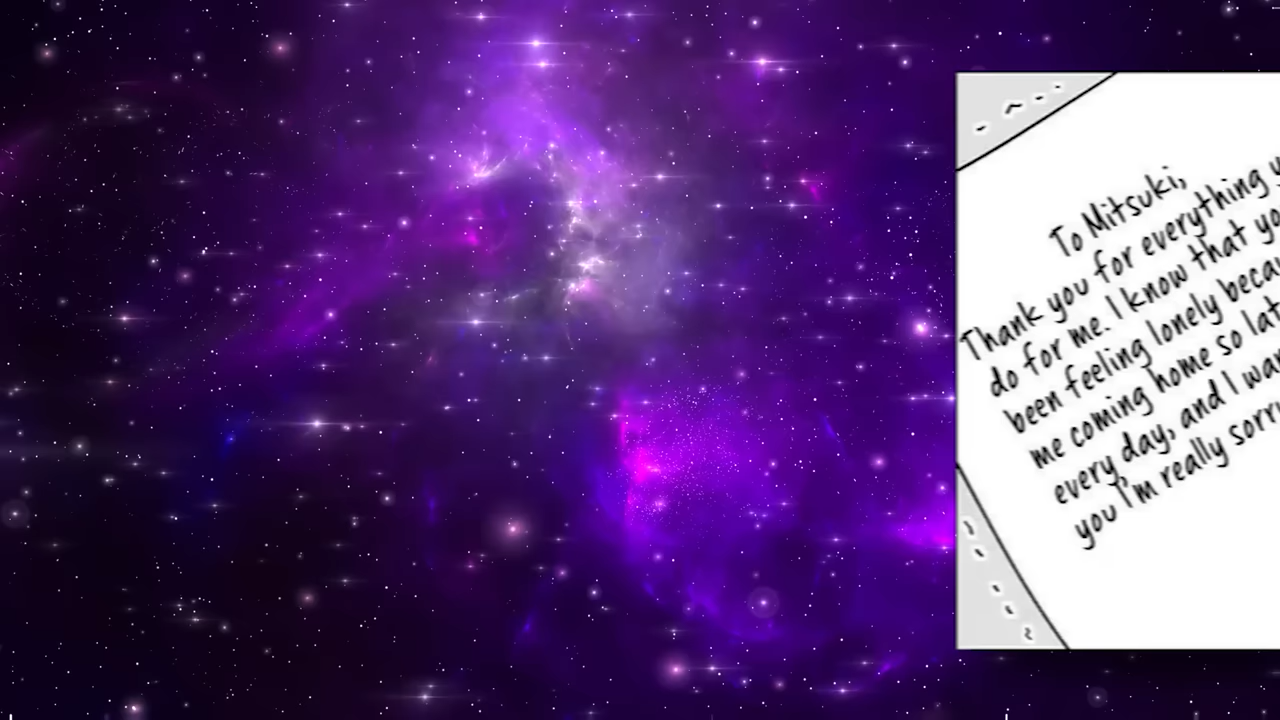 To Mitsuki,
Thank you for everything
do for me. I know that
been feeling lonely
me coming home so
every day, and I
you I'm really